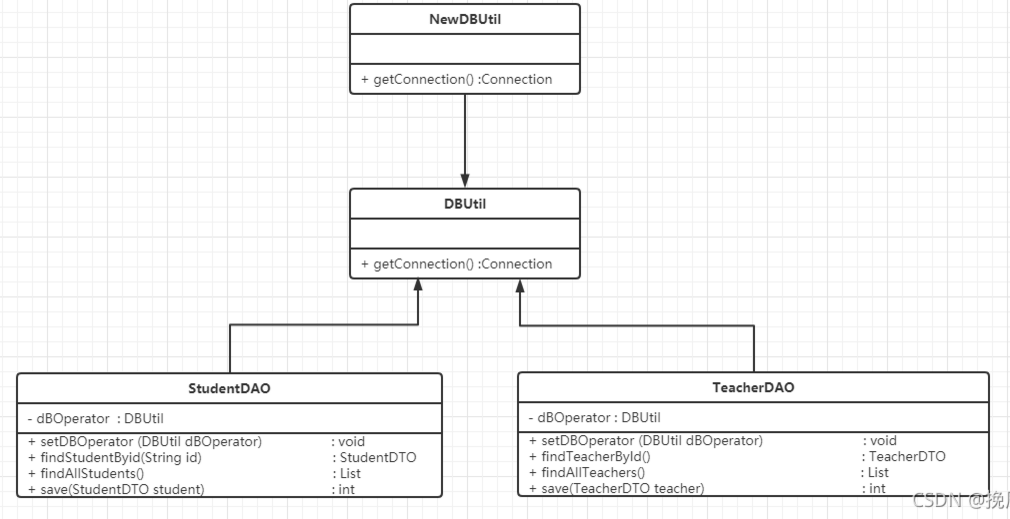 NewDBUtil
+ getConnection() :Connection
DBUtil
+ getConnection() :Connection
StudentDAO
- dBOperator : DBUtil
+ setDBOperator (DBUtil dBOperator) : void
+ findStudentByid(String id) : StudentDTO
+ findAllStudents() : List
+ save(StudentDTO student) : int
TeacherDAO
- dBOperator : DBUtil
+ setDBOperator (DBUtil dBOperator) : void
+ findTeacherById() : TeacherDTO
+ findAllTeachers() : List
+ save(TeacherDTO teacher) : int
CSDN @挽